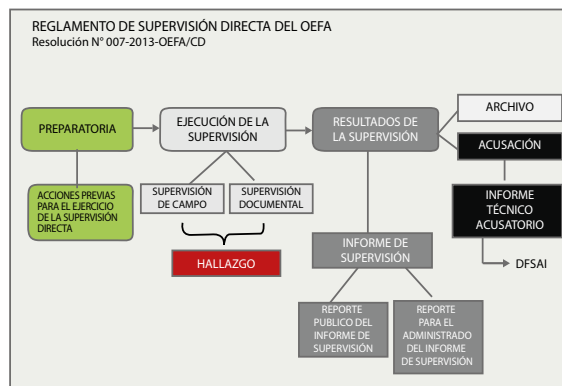 REGLAMENTO DE SUPERVISIÓN DIRECTA DEL OEFA
Resolución N° 007-2013-OEFA/CD
PREPARATORIA
EJECUCIÓN DE LA
SUPERVISIÓN
RESULTADOS DE
LA SUPERVISIÓN
ARCHIVO
ACUSACIÓN
ACCIONES PREVIAS
PARA EL EJERCICIO
DE LA SUPERVISIÓN
DIRECTA
SUPERVISIÓN
DE CAMPO
SUPERVISIÓN
DOCUMENTAL
HALLAZGO
INFORME DE
SUPERVISIÓN
INFORME
TÉCNICO
ACUSATORIO
DFSAI
REPORTE
PUBLICO DEL
INFORME DE
SUPERVISIÓN
REPORTE
PARA EL
ADMINISTRADO
DEL INFORME
DE SUPERVISIÓN